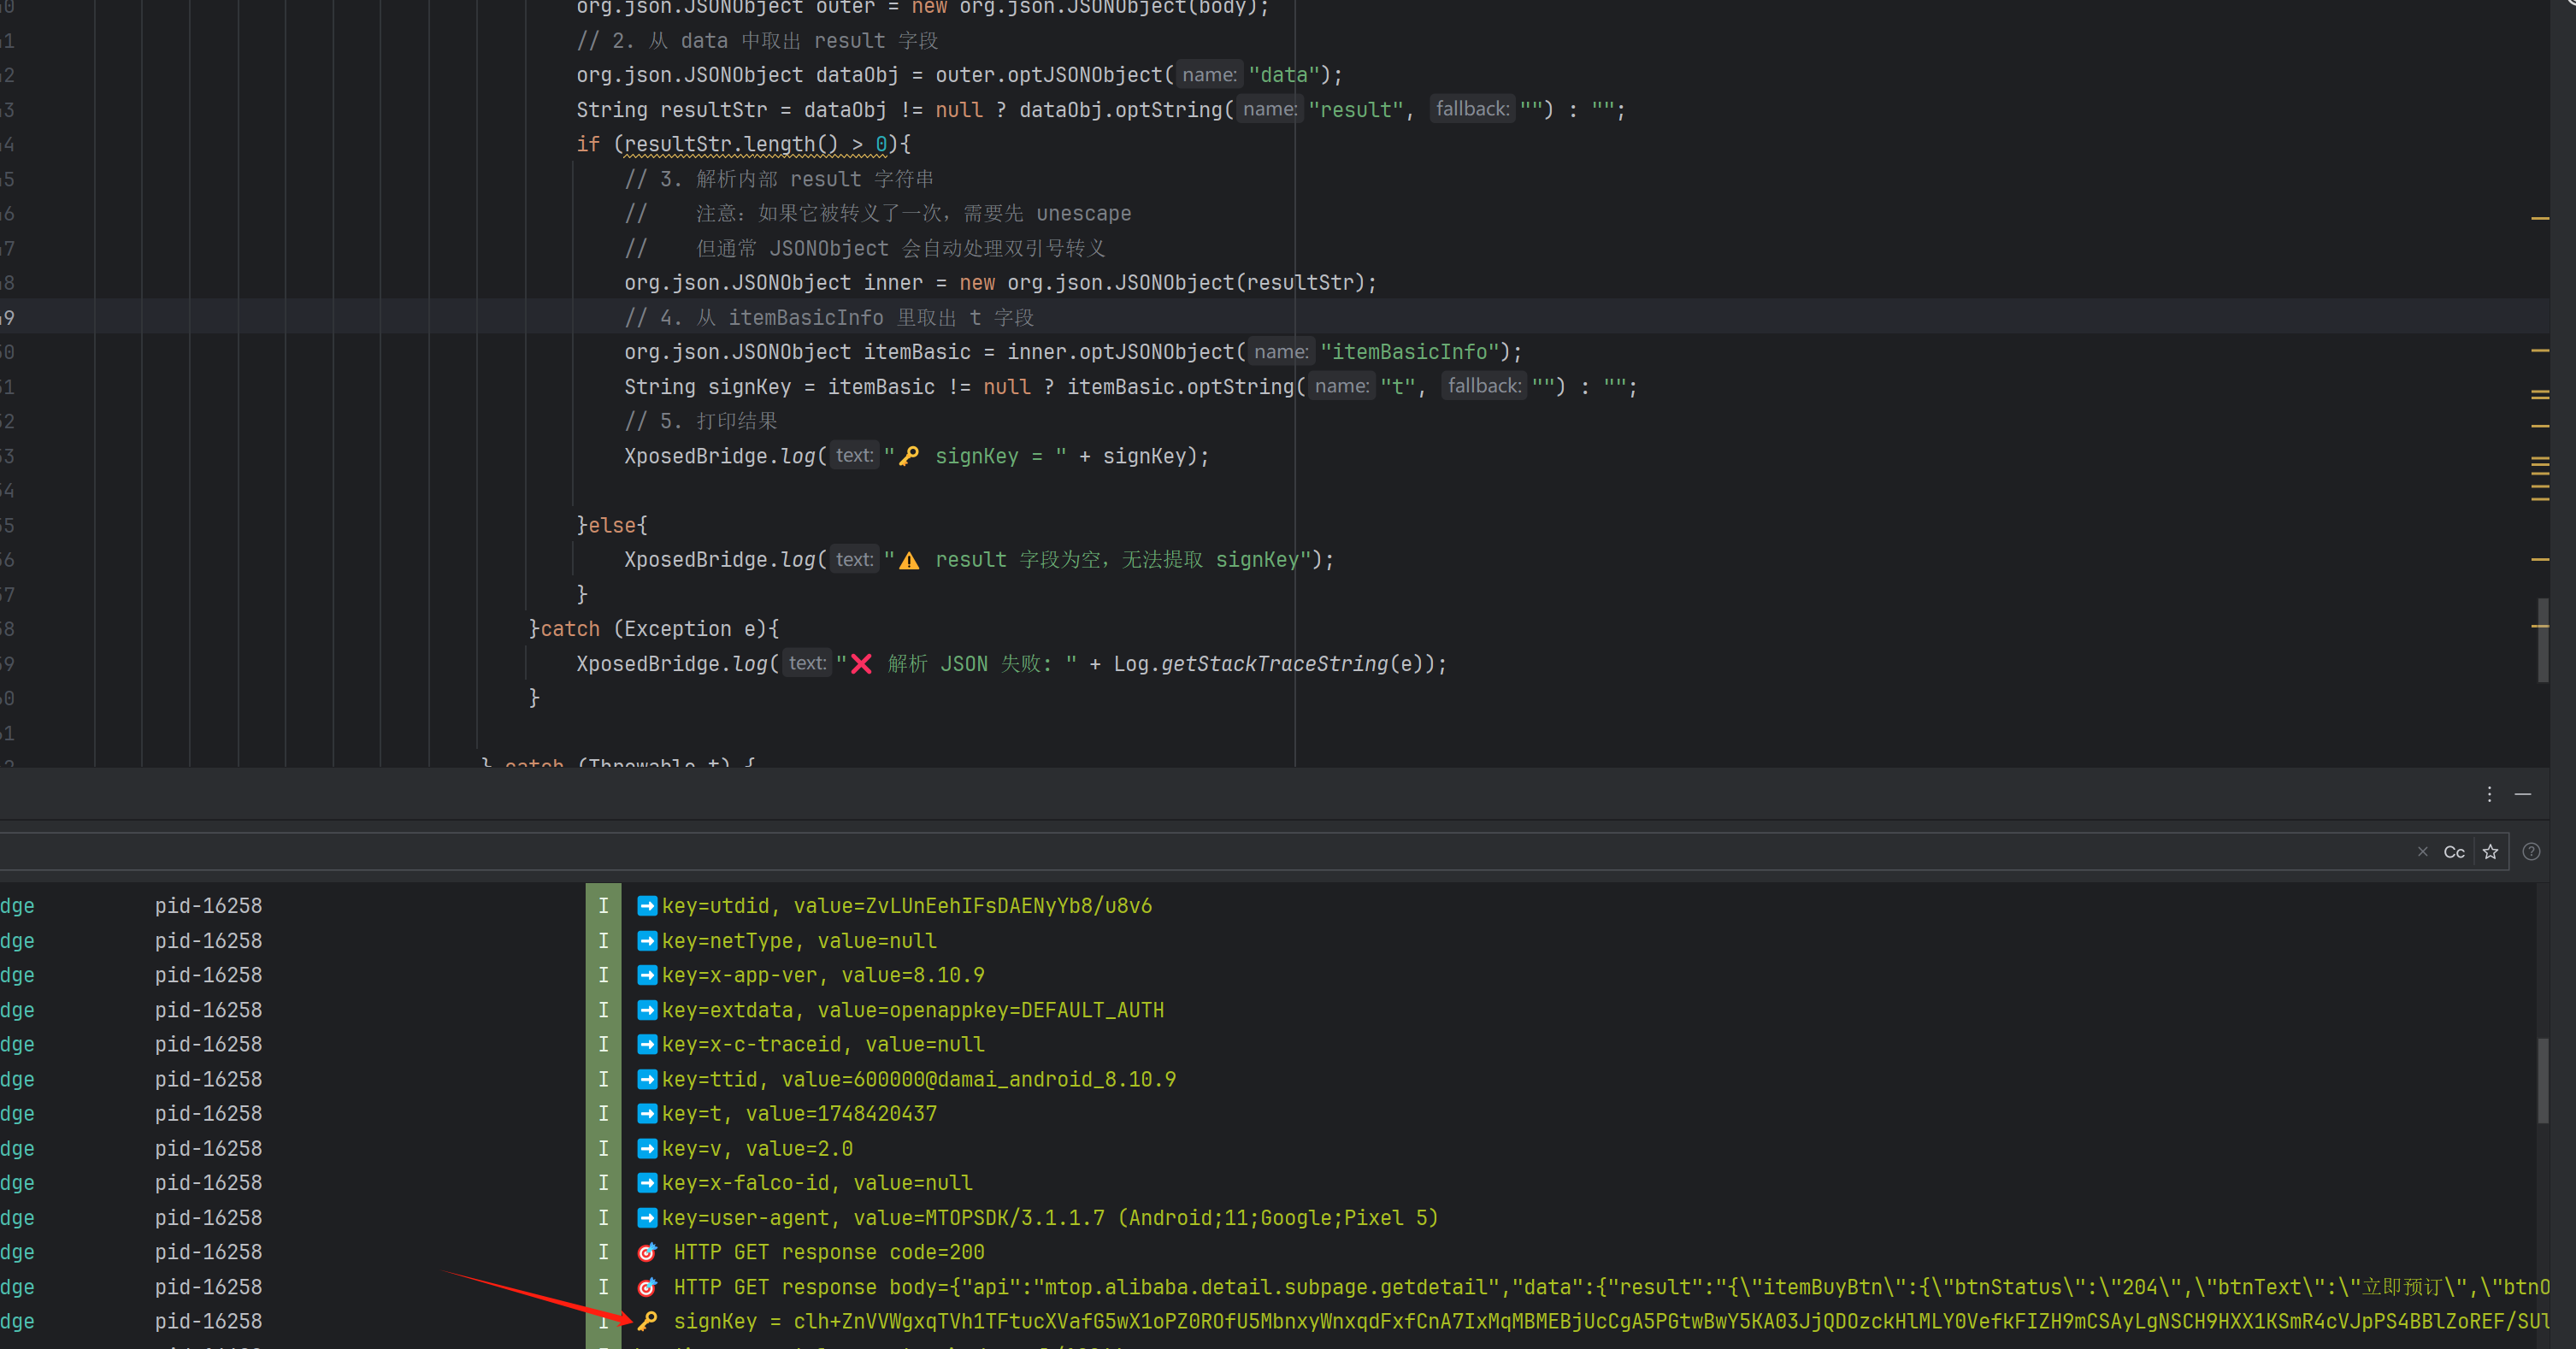 org.json.JSONObject outer = new org.json.JSONObject(body);
// 2. 从 data 中取出 result 字段
org.json.JSONObject dataObj = outer.optJSONObject( name: "data");
String resultStr = dataObj != null ? dataObj.optString( name: "result", fallback: "") : "";
if (resultStr.length() > 0){
// 3. 解析内部 result 字符串
//    注意：如果它被转义了一次，需要先 unescape
//    但通常 JSONObject 会自动处理双引号转义
org.json.JSONObject inner = new org.json.JSONObject(resultStr);
9 // 4. 从 itemBasicInfo 里取出 t 字段
org.json.JSONObject itemBasic = inner.optJSONObject( name: "itemBasicInfo");
String signKey = itemBasic != null ? itemBasic.optString( name: "t", fallback: "") : "";
// 5. 打印结果
XposedBridge.log( text: "🔑 signKey = " + signKey);
}else{
XposedBridge.log( text: "⚠️ result 字段为空，无法提取 signKey");
}
}catch (Exception e){
XposedBridge.log( text: "❌ 解析 JSON 失败: " + Log.getStackTraceString(e));
}
} catch (Throwable t) {
Cc
dge pid-16258 I ➡️key=utdid, value=ZvLUnEehIFsDAENyYb8/u8v6
dge pid-16258 I ➡️key=netType, value=null
dge pid-16258 I ➡️key=x-app-ver, value=8.10.9
dge pid-16258 I ➡️key=extdata, value=openappkey=DEFAULT_AUTH
dge pid-16258 I ➡️key=x-c-traceid, value=null
dge pid-16258 I ➡️key=ttid, value=600000@damai_android_8.10.9
dge pid-16258 I ➡️key=t, value=1748420437
dge pid-16258 I ➡️key=v, value=2.0
dge pid-16258 I ➡️key=x-falco-id, value=null
dge pid-16258 I ➡️key=user-agent, value=MTOPSDK/3.1.1.7 (Android;11;Google;Pixel 5)
dge pid-16258 I 🎯 HTTP GET response code=200
dge pid-16258 I 🎯 HTTP GET response body={"api":"mtop.alibaba.detail.subpage.getdetail","data":{"result":"{\"itemBuyBtn\":{\"btnStatus\":\"204\",\"btnText\":\"立即预订\",\"btnO
dge pid-16258 I 🔑 signKey = clh+ZnVVWgxqTVh1TFtucXVafG5wX1oPZ0ROfU5MbnxyWnxqdFxfCnA7IxMqMBMEBjUcCgA5PGtwBwY5KA03JjQDOzckHlMLY0VefkFIZH9mCSAyLgNSCH9HXX1KSmR4cVJpPS4BBlZoREF/SUl